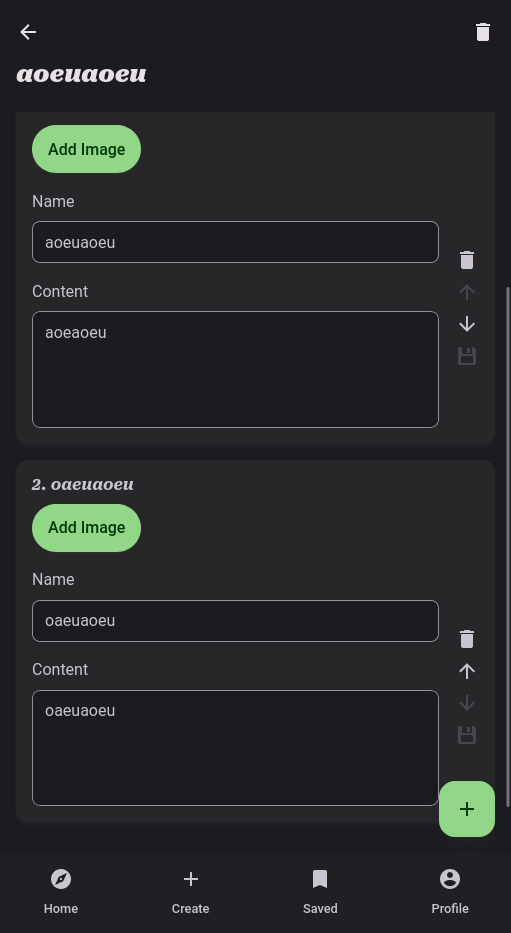 aoeuaoeu
Add Image
Name
aoeuaoeu
Content
aoeaoeu
2. oaeuaoeu
Add Image
Name
oaeuaoeu
Content
oaeuaoeu
Home
Create
Saved
Profile